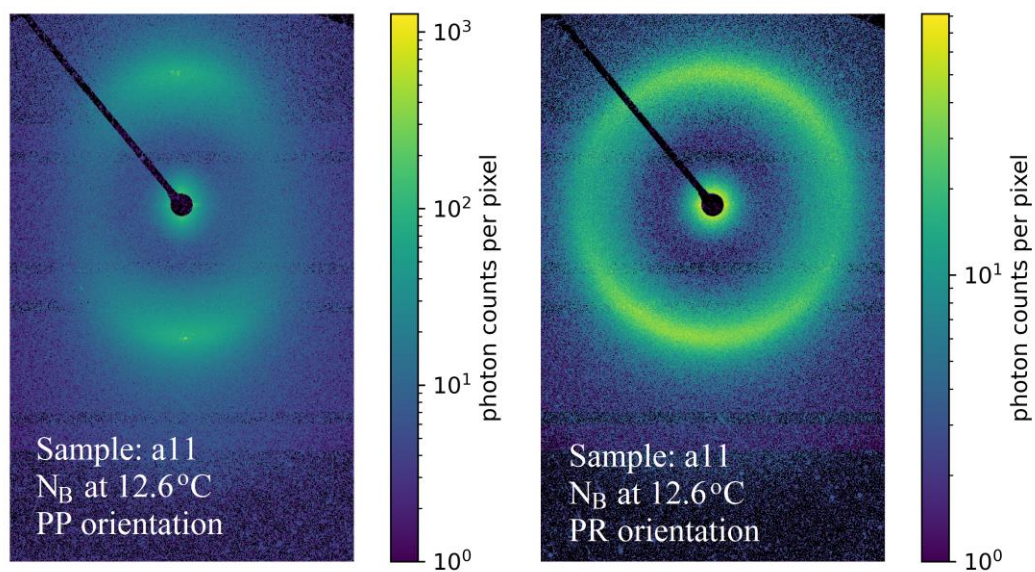 10³
10²
10¹
10⁰
photon counts per pixel
Sample: a11
N_B at 12.6°C
PP orientation
10¹
10⁰
photon counts per pixel
Sample: a11
N_B at 12.6°C
PR orientation